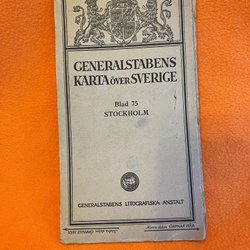 GENERALSTABENS
KARTA ÖVER SVERIGE
Blad 75
STOCKHOLM
GENERALSTABENS LITOGRAFISKA ANSTALT